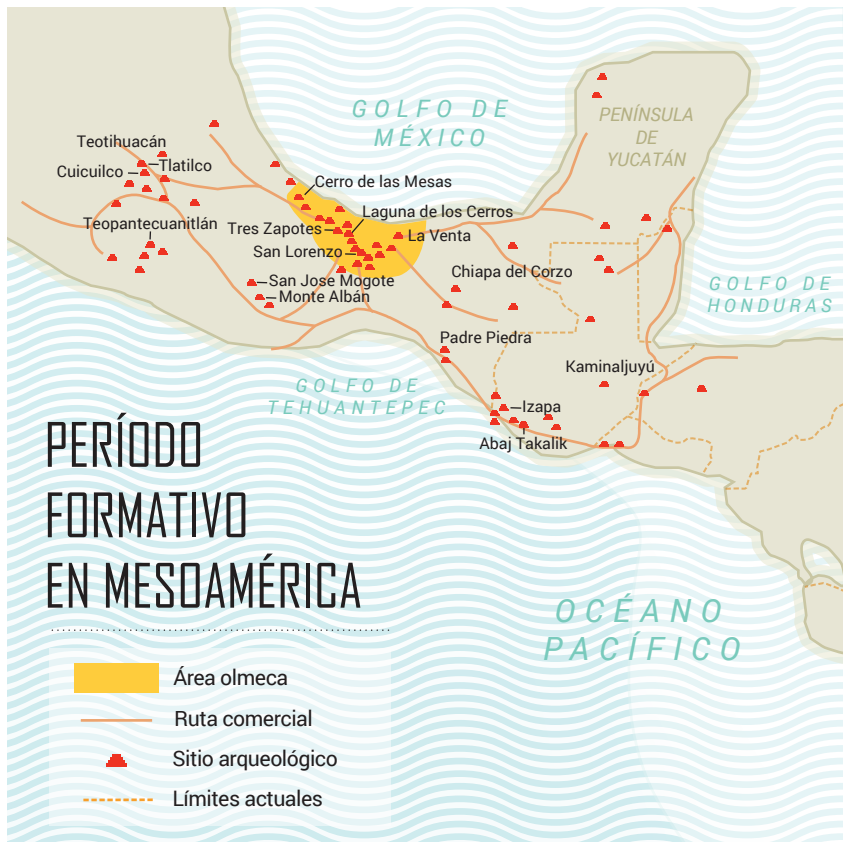 GOLFO DE
MÉXICO
PENÍNSULA
DE
YUCATÁN
Teotihuacán
Tlatilco
Cuicuilco
Cerro de las Mesas
Teopantecuanitlán
Laguna de los Cerros
Tres Zapotes
La Venta
San Lorenzo
Chiapa del Corzo
San Jose Mogote
Monte Albán
GOLFO DE
HONDURAS
Padre Piedra
Kaminaljuyú
GOLFO DE
TEHUANTEPEC
Izapa
Abaj Takalik
PERÍODO
FORMATIVO
EN MESOAMÉRICA
OCÉANO
PACÍFICO
Área olmeca
Ruta comercial
Sitio arqueológico
Límites actuales